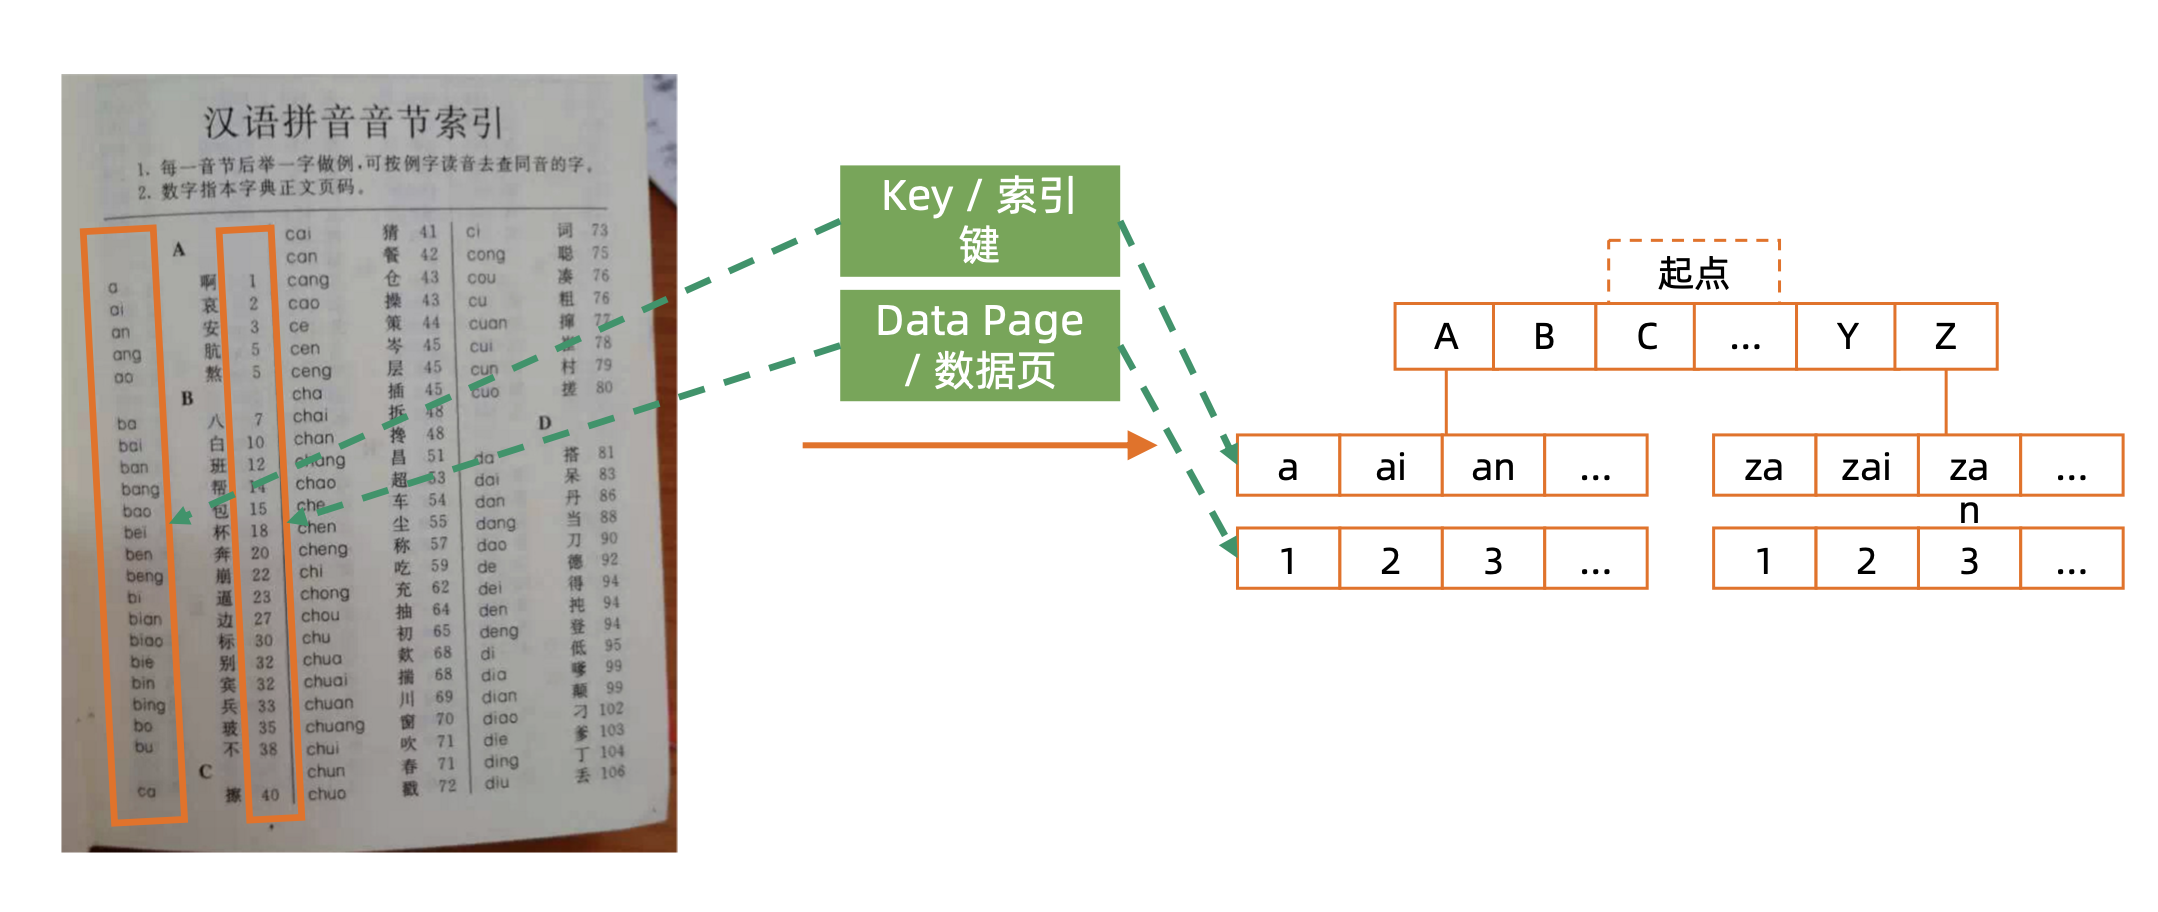 汉语拼音音节索引
1. 每一音节后举一字做例,可按例字读音去查同音的字。
2. 数字指本字典正文页码。
A
a 啊 1
ai 哀 2
an 安 3
ang 肮 5
ao 熬 5
B
ba 八 7
bai 白 10
ban 班 12
bang 帮 14
bao 包 15
bei 杯 18
ben 奔 20
beng 崩 22
bi 逼 23
bian 边 27
biao 标 30
bie 别 32
bin 宾 32
bing 兵 33
bo 玻 35
bu 不 38
C
ca 擦 40
cai 猜 41
can 餐 42
cang 仓 43
cao 操 43
ce 策 44
cen 岑 45
ceng 层 45
cha 插 45
chai 拆 48
chan 搀 48
chang 昌 51
chao 超 53
che 车 54
chen 尘 55
cheng 称 57
chi 吃 59
chong 充 62
chou 抽 64
chu 初 65
chua 欻 68
chuai 揣 68
chuan 川 69
chuang 窗 70
chui 吹 71
chun 春 71
chuo 戳 72
ci 词 73
cong 聪 75
cou 凑 76
cu 粗 76
cuan 蹿 77
cui 78
cun 村 79
cuo 搓 80
D
da 搭 81
dai 呆 83
dan 丹 86
dang 当 88
dao 刀 90
de 德 92
dei 得 94
den 扽 94
deng 登 94
di 低 95
dia 嗲 99
dian 颠 99
diao 刁 102
die 爹 103
ding 丁 104
diu 丢 106
Key / 索引
键
Data Page
/ 数据页
起点
A B C ... Y Z
a ai an ...
1 2 3 ...
za zai za ...
n
1 2 3 ...